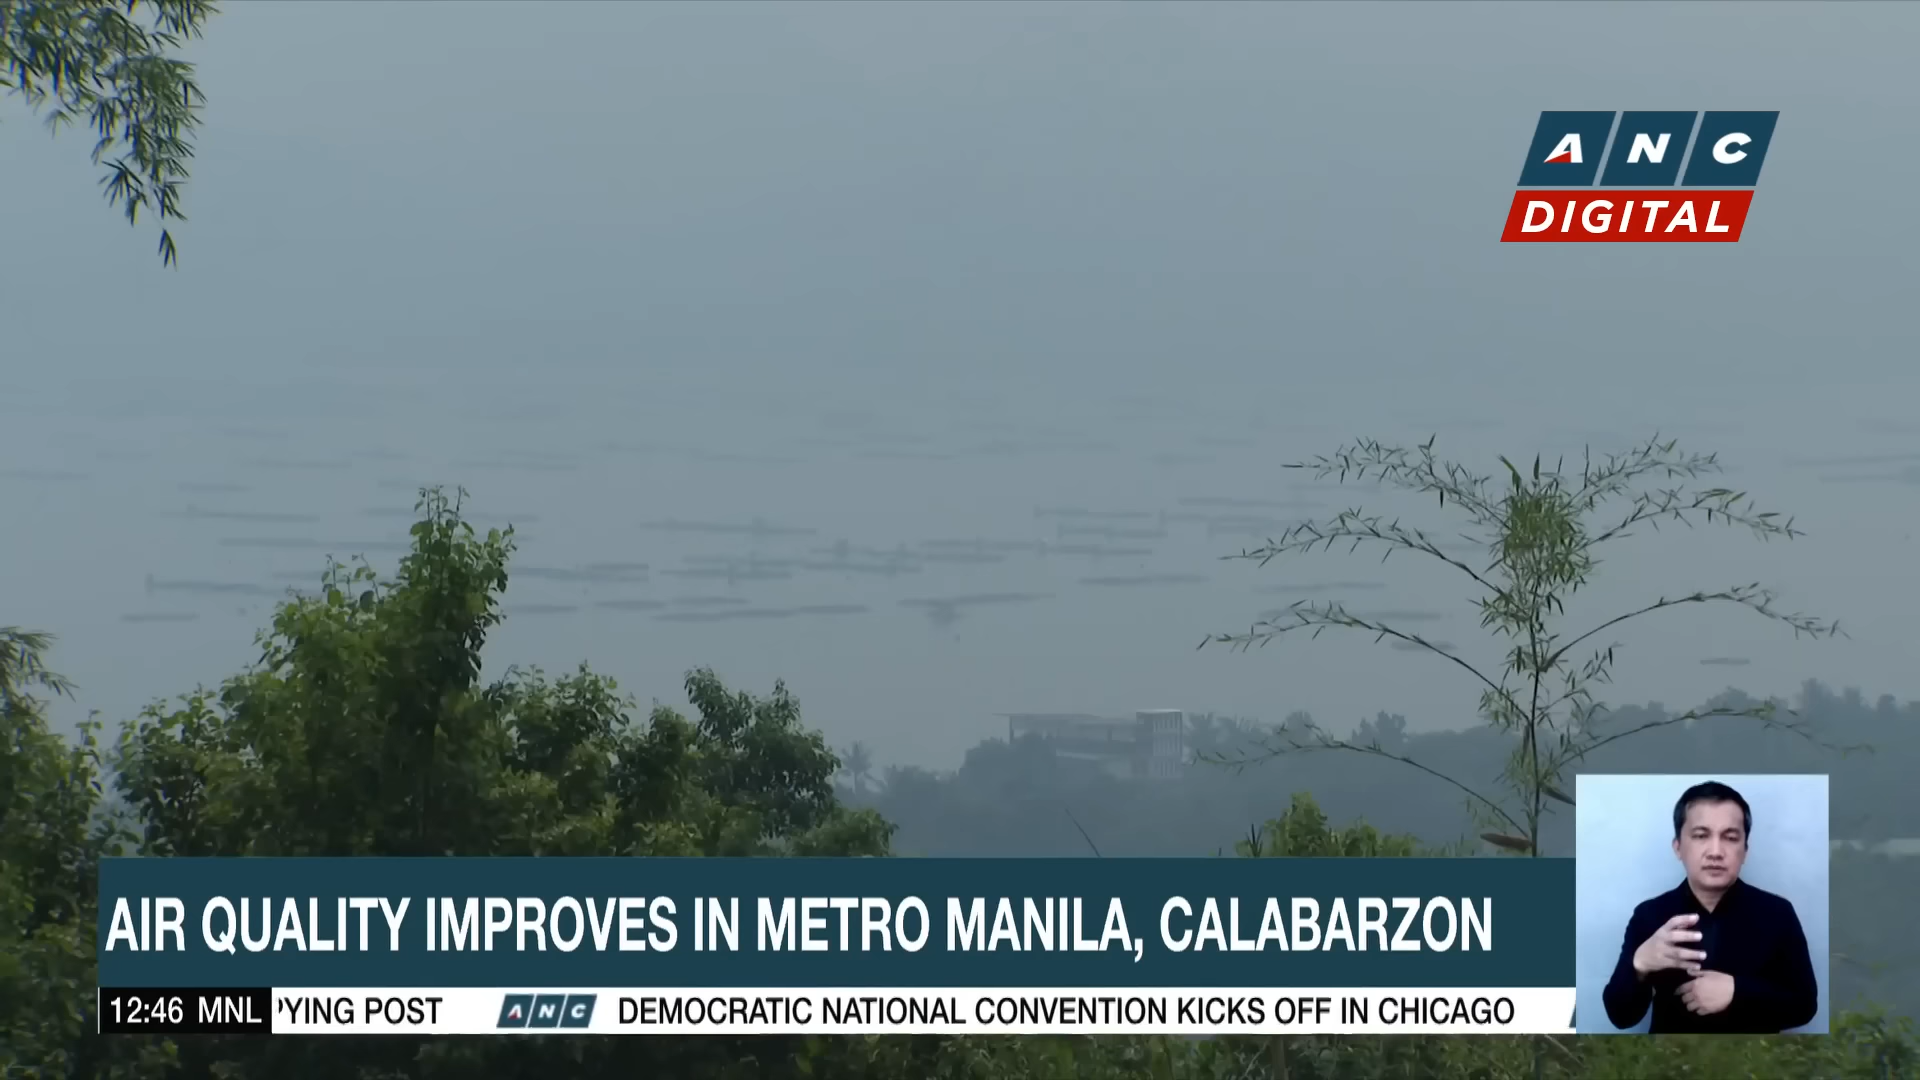 ANC
DIGITAL
AIR QUALITY IMPROVES IN METRO MANILA, CALABARZON
12:46 MNL YING POST ANC DEMOCRATIC NATIONAL CONVENTION KICKS OFF IN CHICAGO